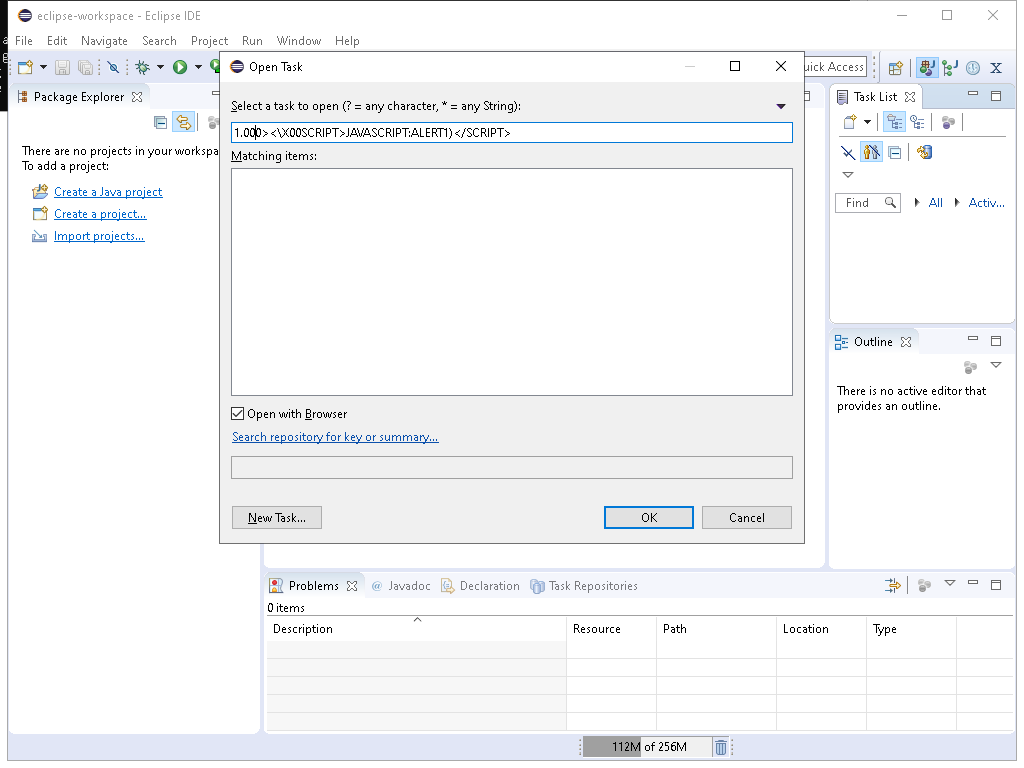 eclipse-workspace - Eclipse IDE
File Edit Navigate Search Project Run Window Help
Open Task
Package Explorer
Select a task to open (? = any character, * = any String):
1.000><\X00SCRIPT>JAVASCRIPT:ALERT1)</SCRIPT>
Matching items:
There are no projects in your workspa
To add a project:
Create a Java project
Create a project...
Import projects...
Open with Browser
Search repository for key or summary...
New Task...
OK
Cancel
uick Access
Task List
Find
All
Activ...
Outline
There is no active editor that
provides an outline.
Problems @ Javadoc Declaration Task Repositories
0 items
Description Resource Path Location Type
112M of 256M